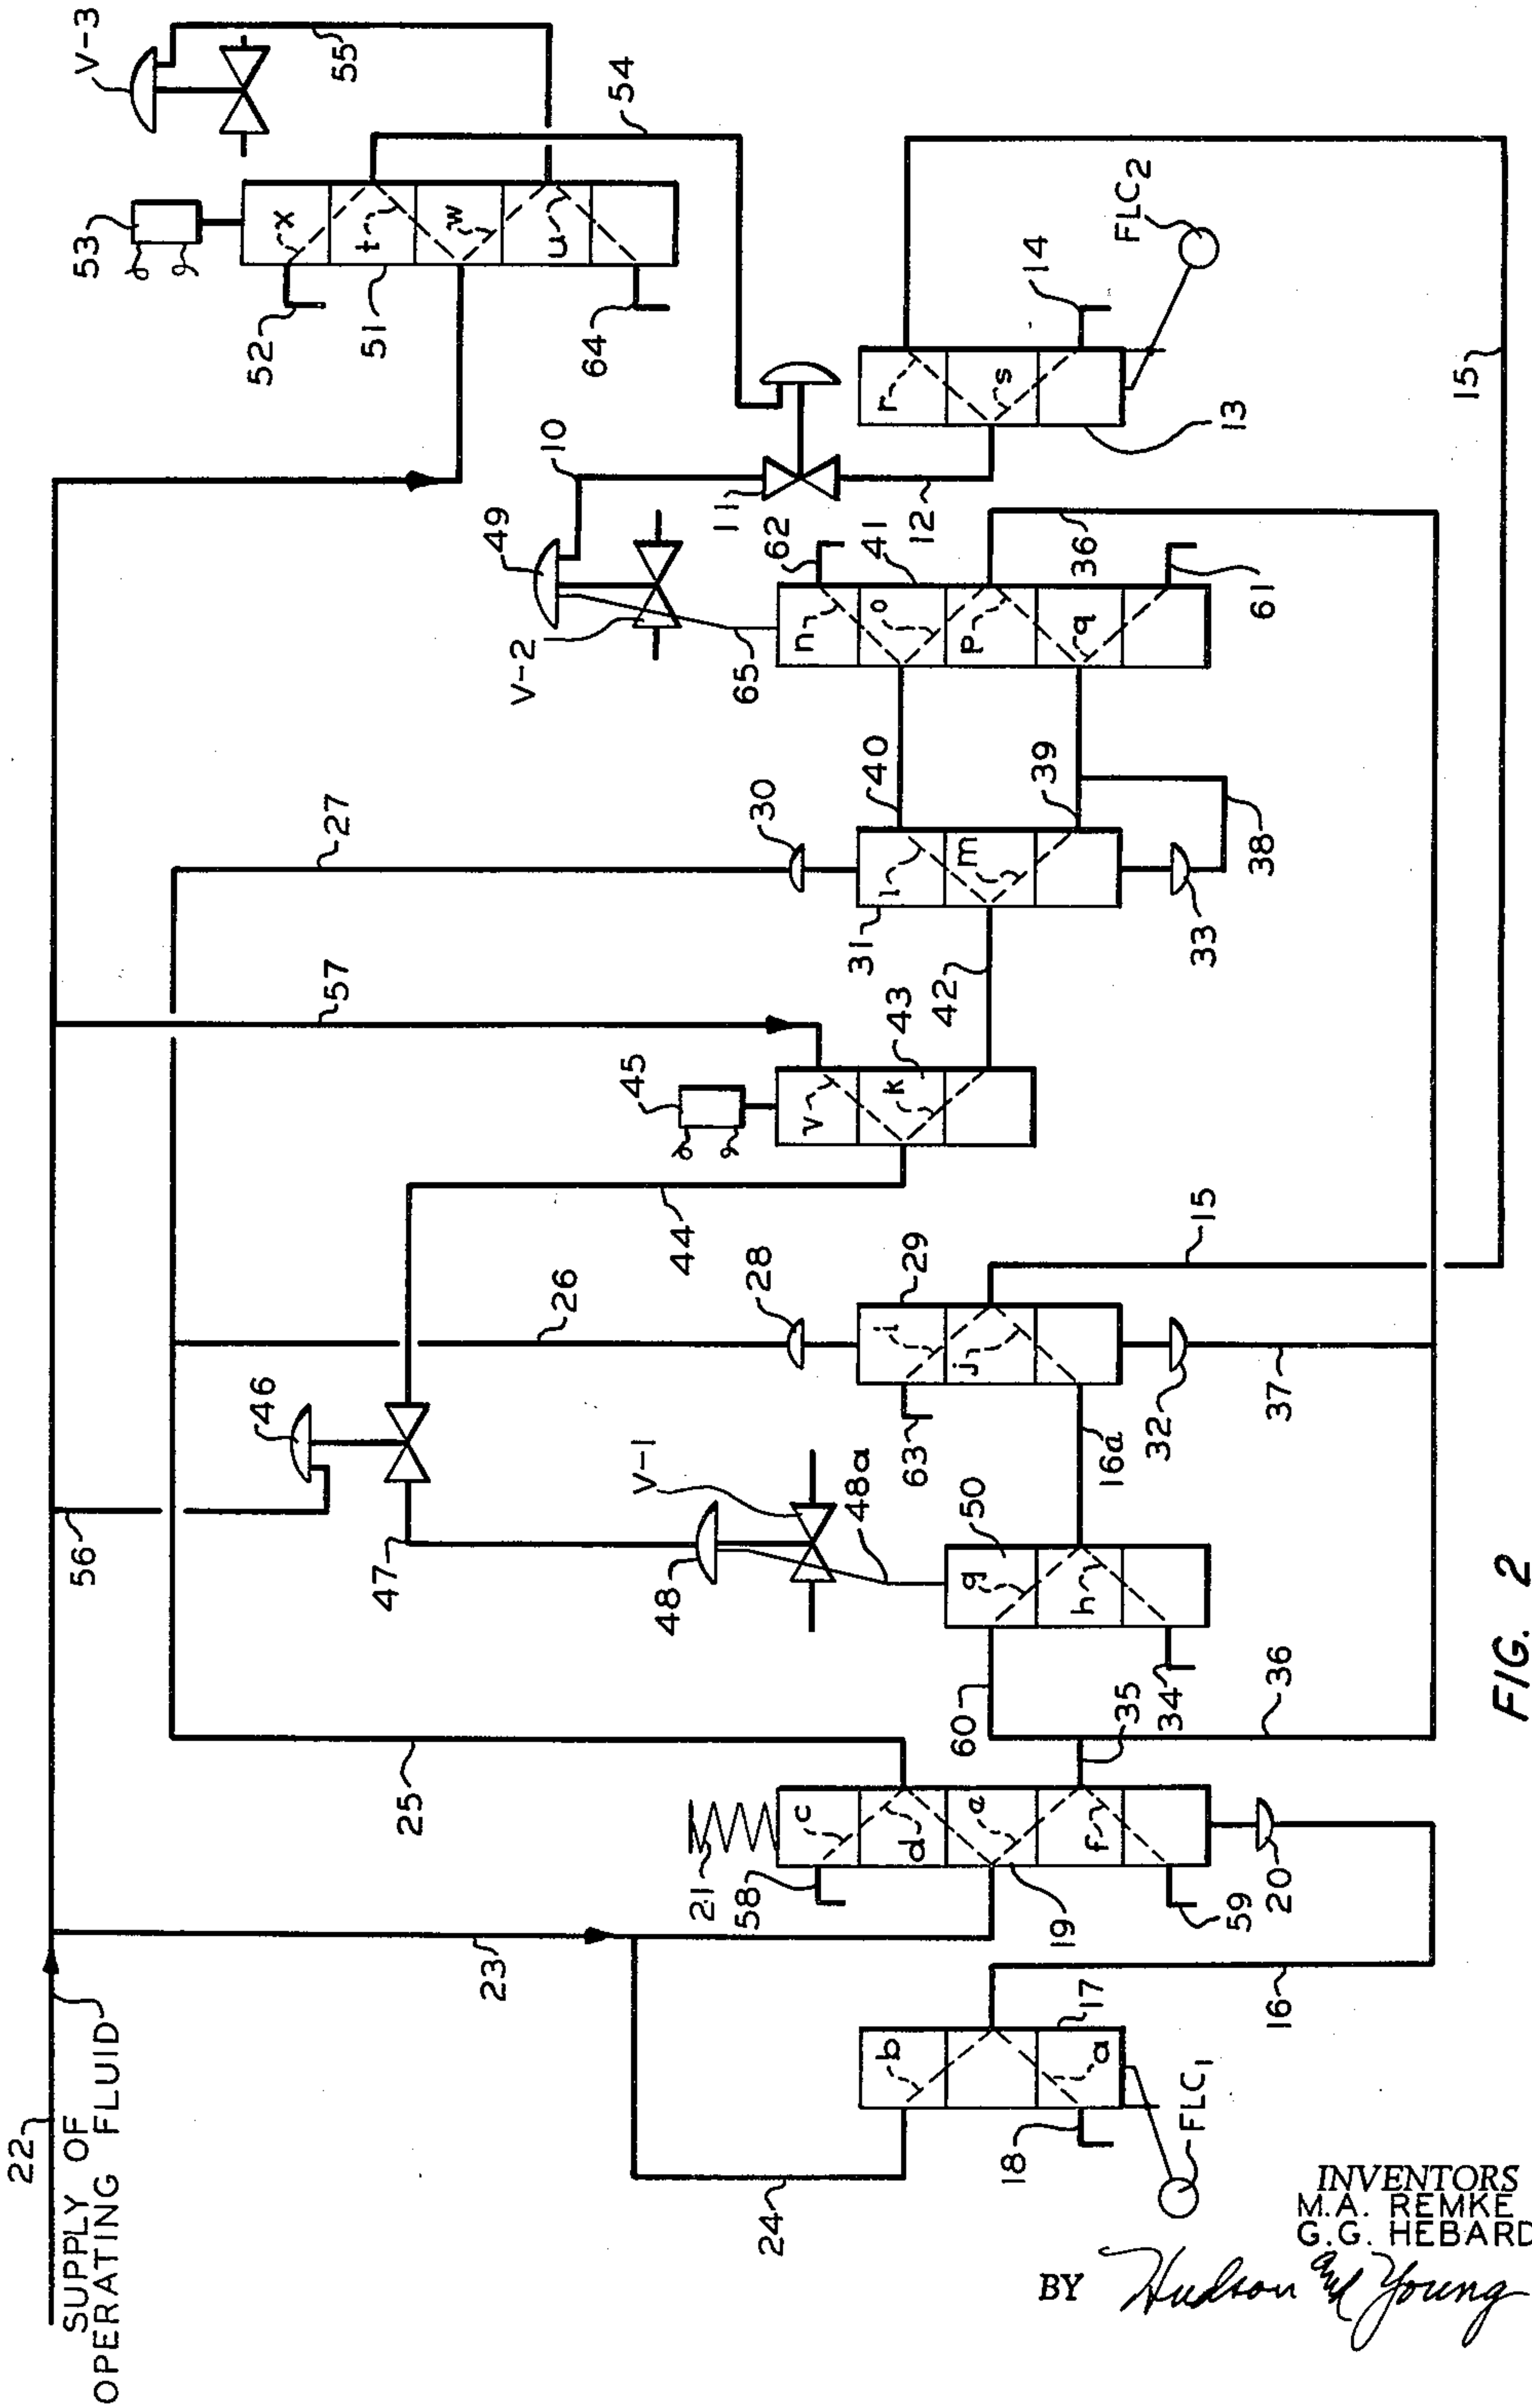 22
SUPPLY OF
OPERATING FLUID
56
23
24
25
26
27
57
V-3
55
54
53
x
t
w
u
52
51
64
10
49
V-2
11
12
62
41
n
o
p
q
65
36
61
r
s
14
FLC2
13
15
30
40
39
l
m
31
33
38
42
45
43
v
k
44
46
47
48
V-1
48a
28
29
i
j
63
15
32
37
16a
50
g
h
34
60
35
36
21
c
d
e
f
58
19
59
20
16
b
17
a
18
FLC1
FIG. 2
INVENTORS
M.A. REMKE
G.G. HEBARD
BY Hudson and Young